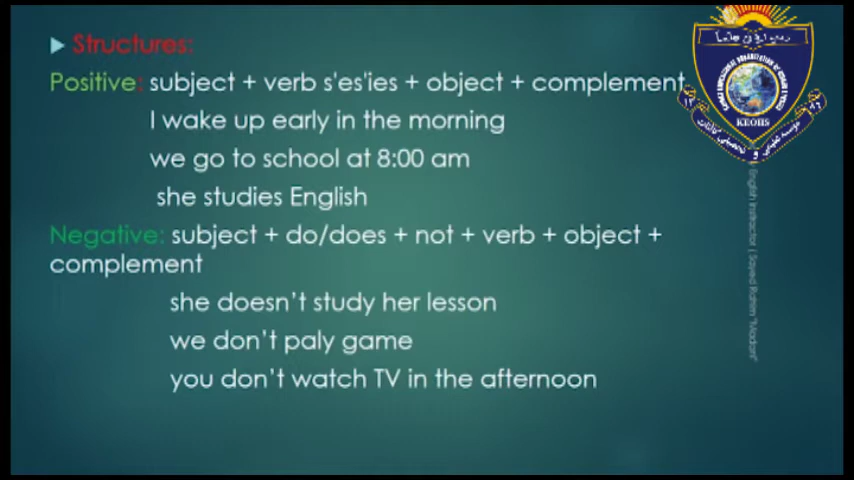 Structures:
Positive: subject + verb s'es'ies + object + complement
I wake up early in the morning
we go to school at 8:00 am
she studies English
Negative: subject + do/does + not + verb + object +
complement
she doesn't study her lesson
we don't paly game
you don't watch TV in the afternoon
KEOHS
English Instructor